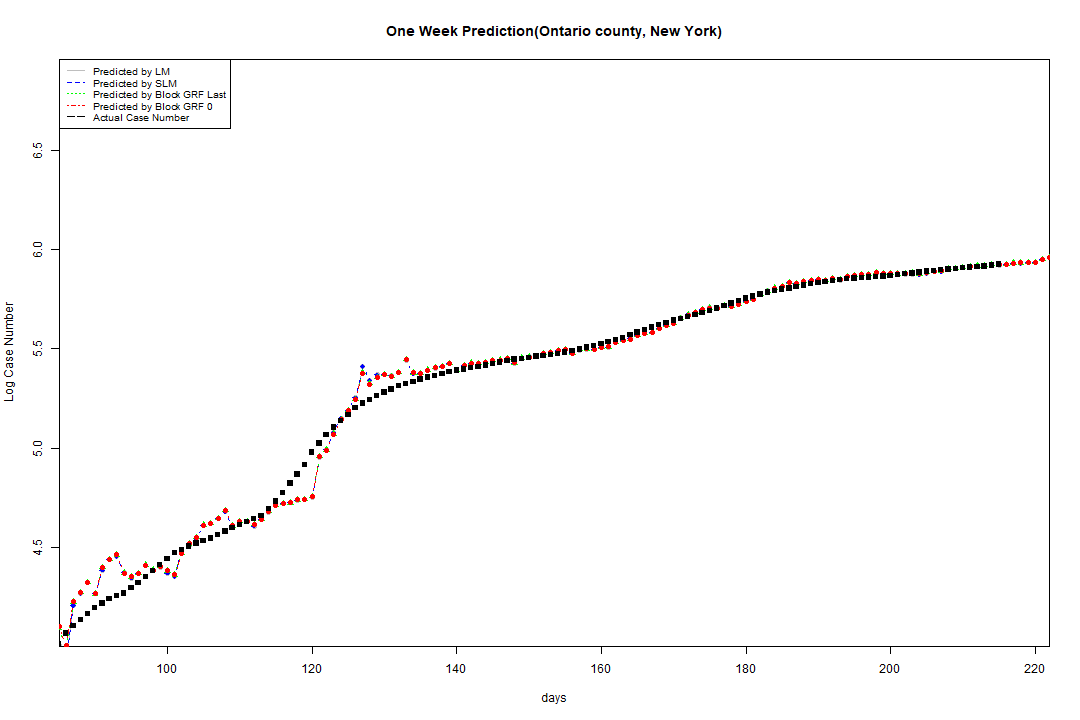 One Week Prediction(Ontario county, New York)
Predicted by LM
Predicted by SLM
Predicted by Block GRF Last
Predicted by Block GRF 0
Actual Case Number
6.5
6.0
5.5
5.0
4.5
Log Case Number
100 120 140 160 180 200 220
days